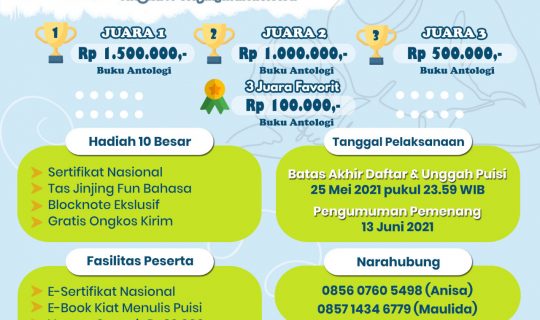 1
JUARA 1
Rp 1.500.000,-
Buku Antologi
2
JUARA 2
Rp 1.000.000,-
Buku Antologi
3
JUARA 3
Rp 500.000,-
Buku Antologi
3 Juara Favorit
Rp 100.000,-
Buku Antologi
Hadiah 10 Besar
Sertifikat Nasional
Tas Jinjing Fun Bahasa
Blocknote Ekslusif
Gratis Ongkos Kirim
Tanggal Pelaksanaan
Batas Akhir Daftar & Unggah Puisi
25 Mei 2021 pukul 23.59 WIB
Pengumuman Pemenang
13 Juni 2021
Fasilitas Peserta
E-Sertifikat Nasional
E-Book Kiat Menulis Puisi
Narahubung
0856 0760 5498 (Anisa)
0857 1434 6779 (Maulida)